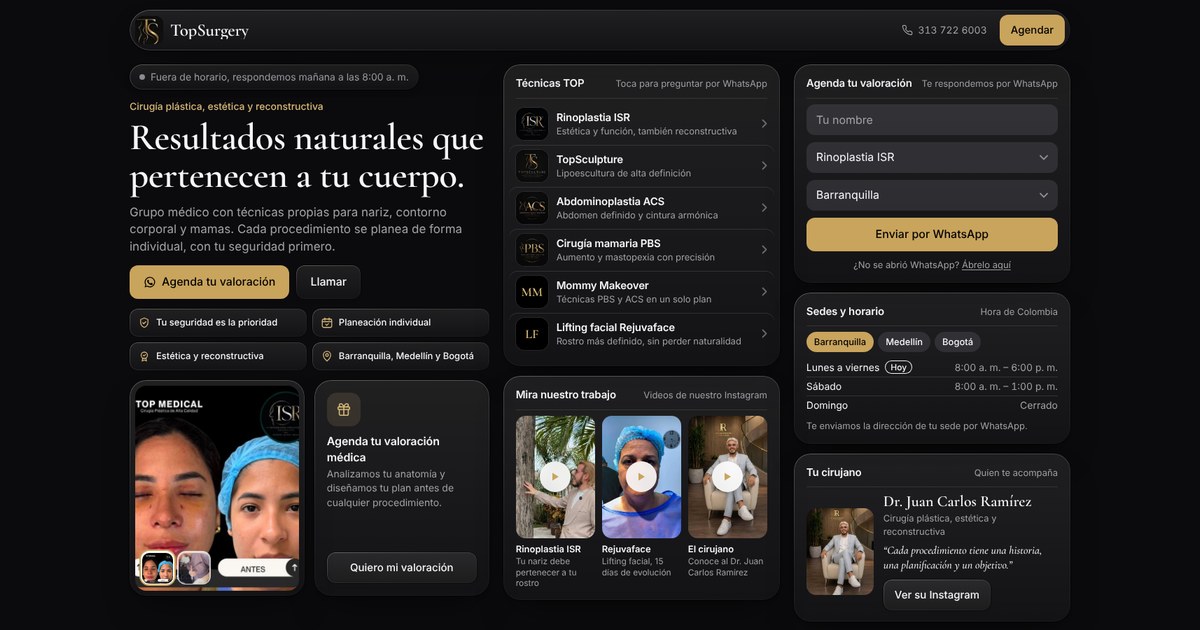 TS
TopSurgery
313 722 6003
Agendar
Fuera de horario, respondemos mañana a las 8:00 a. m.
Cirugía plástica, estética y reconstructiva
Resultados naturales que
pertenecen a tu cuerpo.
Grupo médico con técnicas propias para nariz, contorno
corporal y mamas. Cada procedimiento se planea de forma
individual, con tu seguridad primero.
Agenda tu valoración
Llamar
Tu seguridad es la prioridad
Planeación individual
Estética y reconstructiva
Barranquilla, Medellín y Bogotá
TOP MEDICAL
Cirugía Plástica de Alta Calidad
ISR
ANTES
Agenda tu valoración
médica
Analizamos tu anatomía y
diseñamos tu plan antes de
cualquier procedimiento.
Quiero mi valoración
Técnicas TOP
Toca para preguntar por WhatsApp
ISR
Rinoplastia ISR
Estética y función, también reconstructiva
TS
TopSculpture
Lipoescultura de alta definición
ACS
Abdominoplastia ACS
Abdomen definido y cintura armónica
PBS
Cirugía mamaria PBS
Aumento y mastopexia con precisión
MM
Mommy Makeover
Técnicas PBS y ACS en un solo plan
LF
Lifting facial Rejuvaface
Rostro más definido, sin perder naturalidad
Mira nuestro trabajo
Videos de nuestro Instagram
Rinoplastia ISR
Tu nariz debe
pertenecer a tu
rostro
Rejuvaface
Lifting facial, 15
días de evolución
El cirujano
Conoce al Dr. Juan
Carlos Ramírez
Agenda tu valoración
Te respondemos por WhatsApp
Tu nombre
Rinoplastia ISR
Barranquilla
Enviar por WhatsApp
¿No se abrió WhatsApp? Ábrelo aquí
Sedes y horario
Hora de Colombia
Barranquilla
Medellín
Bogotá
Lunes a viernes Hoy 8:00 a. m. – 6:00 p. m.
Sábado 8:00 a. m. – 1:00 p. m.
Domingo Cerrado
Te enviamos la dirección de tu sede por WhatsApp.
Tu cirujano
Quien te acompaña
Dr. Juan Carlos Ramírez
Cirugía plástica, estética y
reconstructiva
“Cada procedimiento tiene una historia,
una planificación y un objetivo.”
Ver su Instagram